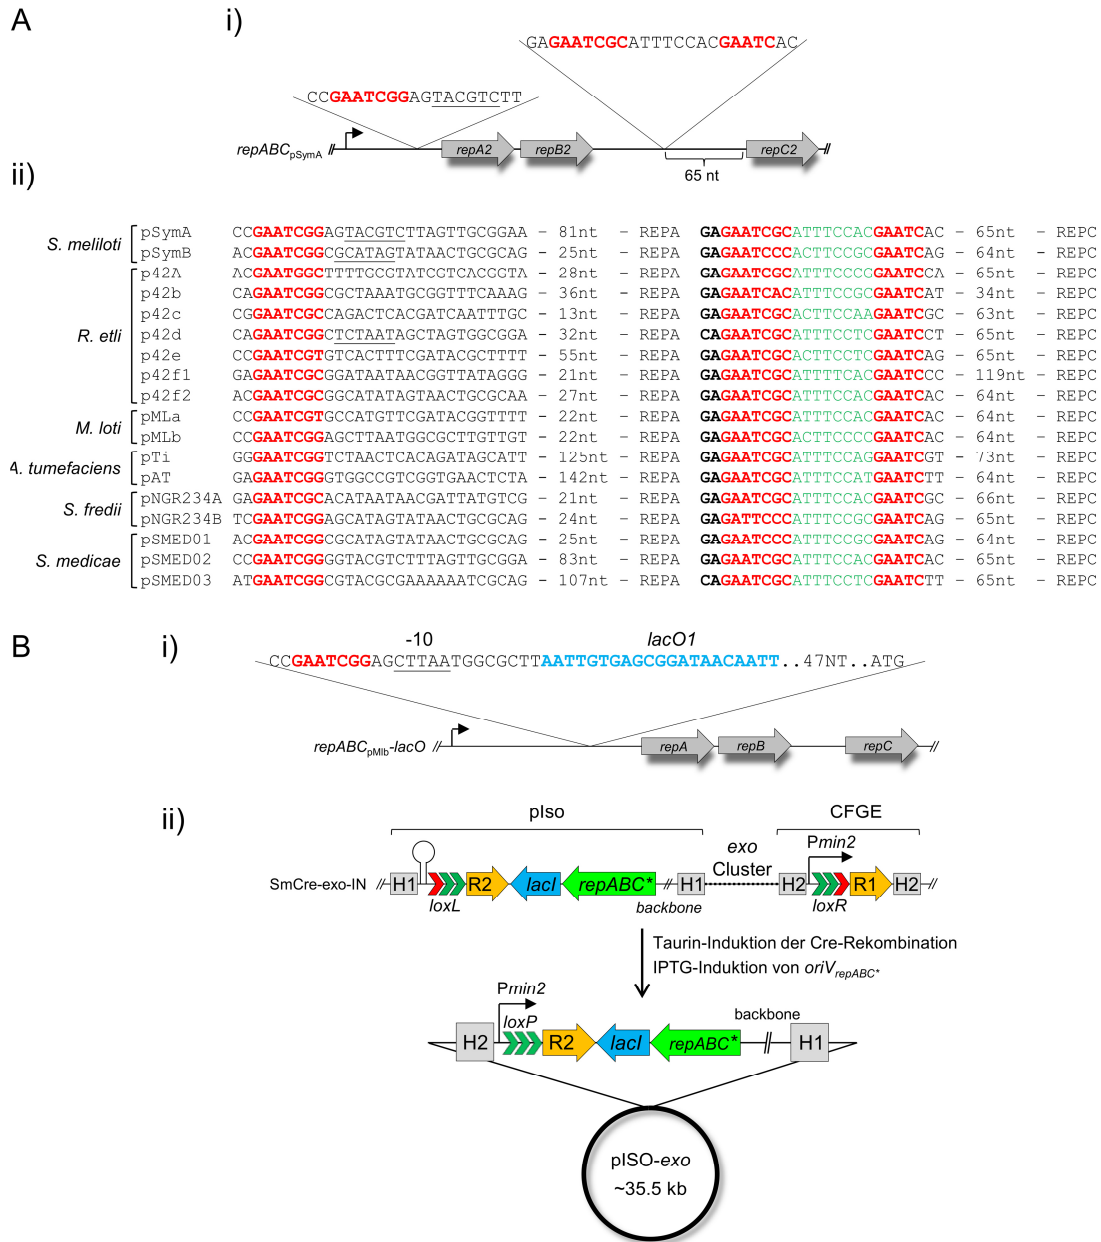 A
i)
GAGAATCGCATTTCCACGAATCAC
CCGAATCGGAGTACGTCTT
repABCpSymA // repA2 repB2 repC2 //
65 nt
ii)
S. meliloti
pSymA CCGAATCGGAGTACGTCTTAGTTGCGGAA - 81nt - REPA GAGAATCGCATTTCCACGAATCAC - 65nt - REPC
pSymB ACGAATCGGCGCATAGTATAACTGCGCAG - 25nt - REPA GAGAATCCCACTTCCGCGAATCAG - 64nt - REPC
R. etli
p42A ACGAATGGCTTTTGCGTATCGTCACGGTA - 28nt - REPA GAGAATCGCATTTCCGCGAATCCA - 65nt - REPC
p42b CAGAATCGGCGCTAAATGCGGTTTCAAAG - 36nt - REPA GAGAATCACATTTCCGCGAATCAT - 34nt - REPC
p42c CGGAATCGCCAGACTCACGATCAATTTGC - 13nt - REPA GAGAATCGCACTTCCAAGAATCGC - 63nt - REPC
p42d CAGAATCGGCTCTAATAGCTAGTGGCGGA - 32nt - REPA CAGAATCGCACTTCCTCGAATCCT - 65nt - REPC
p42e CCGAATCGTGTCACTTTCGATACGCTTTT - 55nt - REPA GAGAATCGCATTTCCTCGAATCAG - 65nt - REPC
p42f1 GAGAATCGCGGATAATAACGGTTATAGGG - 21nt - REPA GAGAATCGCATTTTCACGAATCCC - 119nt - REPC
p42f2 ACGAATCGGCATATAGTAACTGCGCAA - 27nt - REPA GAGAATCGCATTTCCACGAATCAC - 64nt - REPC
M. loti
pMLa CCGAATCGTGCCATGTTCGATACGGTTTT - 22nt - REPA GAGAATCGCATTTCCGCGAATCAC - 64nt - REPC
pMLb CCGAATCGGAGCTTAATGGCGCTTGTTGT - 22nt - REPA GAGAATCGCACTTCCCCGAATCAC - 64nt - REPC
A. tumefaciens
pTi GGGAATCGGTCTAACTCACAGATAGCATT - 125nt - REPA GAGAATCGCATTTCCAGGAATCGT - 73nt - REPC
pAT GAGAATCGGGTGGCCGTCGGTGAACTCTA - 142nt - REPA GAGAATCGCATTTCCATGAATCTT - 64nt - REPC
S. fredii
pNGR234A GAGAATCGCACATAATAACGATTATGTCG - 21nt - REPA GAGAATCGCATTTCCACGAATCGC - 66nt - REPC
pNGR234B TCGAATCGGAGCATAGTATAACTGCGCAG - 24nt - REPA GAGATTCCCATTTCCGCGAATCAG - 65nt - REPC
S. medicae
pSMED01 ACGAATCGGCGCATAGTATAACTGCGCAG - 25nt - REPA GAGAATCCCACTTCCGCGAATCAG - 64nt - REPC
pSMED02 CCGAATCGGGGTACGTCTTTAGTTGCGGA - 83nt - REPA GAGAATCGCATTTCCACGAATCAC - 65nt - REPC
pSMED03 ATGAATCGGCGTACGCGAAAAAATCGCAG - 107nt - REPA CAGAATCGCATTTCCTCGAATCTT - 65nt - REPC
B
i)
-10 lacO1
CCGAATCGGAGCTTAATGGCGCTTAATTGTGAGCGGATAACAATT..47NT..ATG
repABCpMlb-lacO // repA repB repC //
ii)
pIso CFGE
exo Cluster
Pmin2
SmCre-exo-IN // H1 R2 lacI repABC* // H1 H2 R1 H2 //
loxL backbone loxR
Taurin-Induktion der Cre-Rekombination
IPTG-Induktion von oriVrepABC*
Pmin2
loxP backbone
H2 R2 lacI repABC* // H1
pISO-exo
~35.5 kb